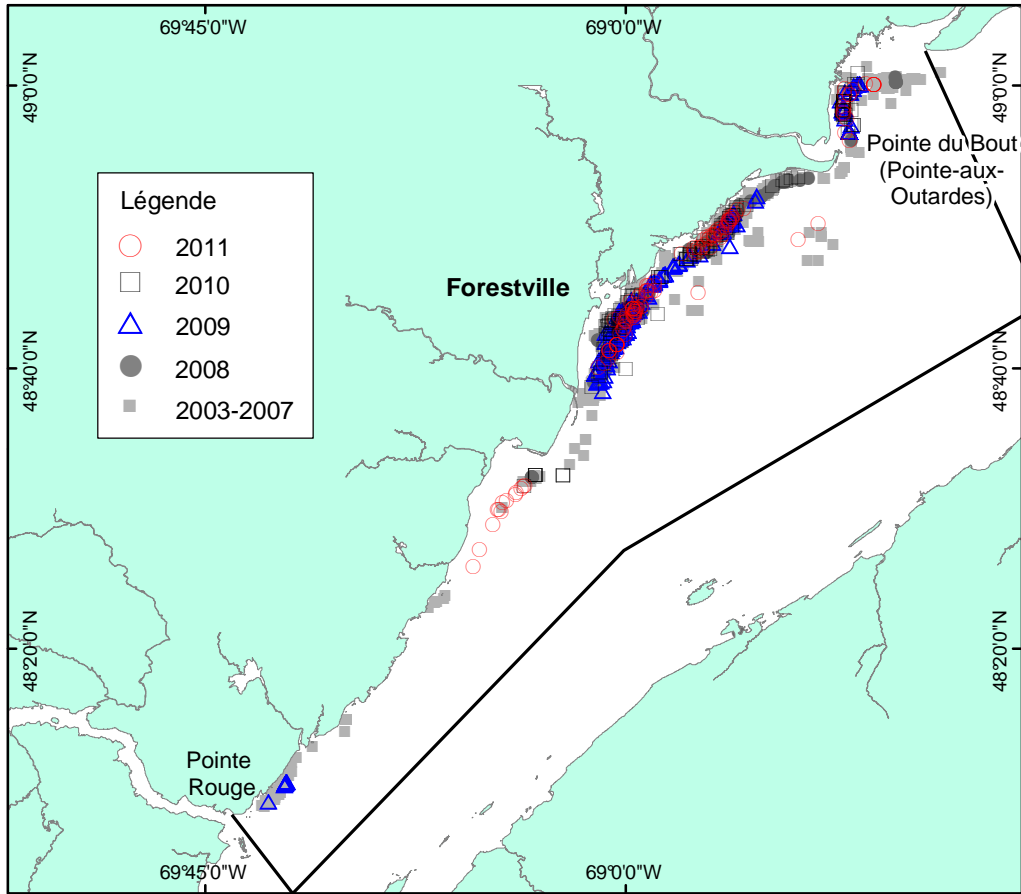 69°45'0"W
69°0'0"W
49°0'0"N
49°0'0"N
Pointe du Bout
(Pointe-aux-
Outardes)
Légende
2011
2010
2009
2008
2003-2007
Forestville
48°40'0"N
48°40'0"N
48°20'0"N
48°20'0"N
Pointe
Rouge
69°45'0"W
69°0'0"W